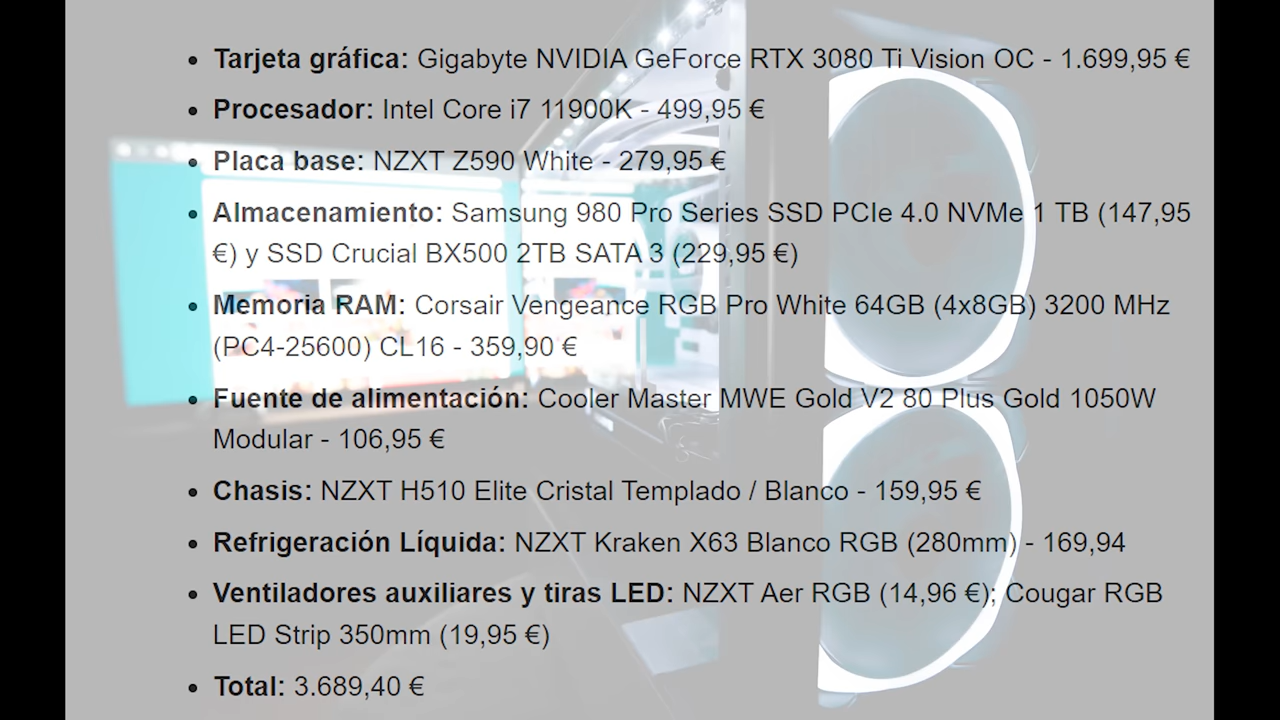 Tarjeta gráfica: Gigabyte NVIDIA GeForce RTX 3080 Ti Vision OC - 1.699,95 €
Procesador: Intel Core i7 11900K - 499,95 €
Placa base: NZXT Z590 White - 279,95 €
Almacenamiento: Samsung 980 Pro Series SSD PCIe 4.0 NVMe 1 TB (147,95
€) y SSD Crucial BX500 2TB SATA 3 (229,95 €)
Memoria RAM: Corsair Vengeance RGB Pro White 64GB (4x8GB) 3200 MHz
(PC4-25600) CL16 - 359,90 €
Fuente de alimentación: Cooler Master MWE Gold V2 80 Plus Gold 1050W
Modular - 106,95 €
Chasis: NZXT H510 Elite Cristal Templado / Blanco - 159,95 €
Refrigeración Líquida: NZXT Kraken X63 Blanco RGB (280mm) - 169,94
Ventiladores auxiliares y tiras LED: NZXT Aer RGB (14,96 €); Cougar RGB
LED Strip 350mm (19,95 €)
Total: 3.689,40 €